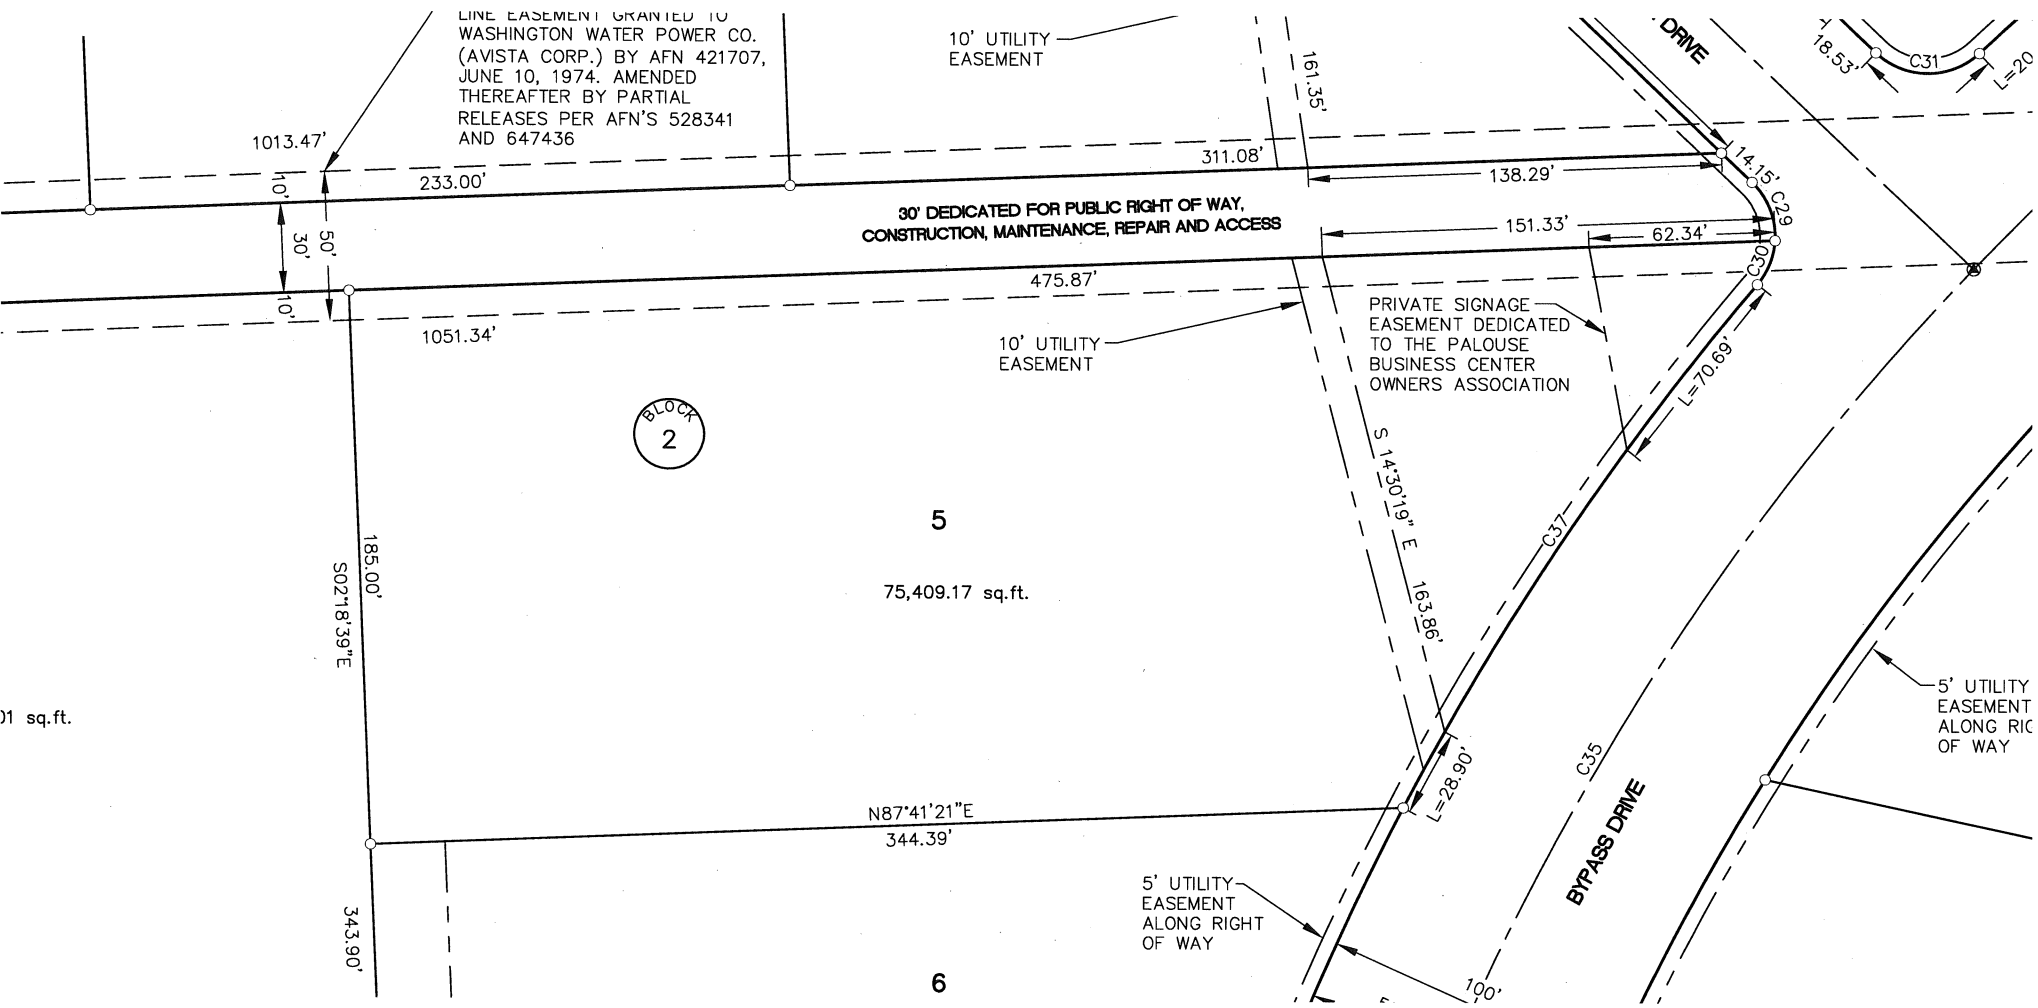 LINE EASEMENT GRANTED TO
WASHINGTON WATER POWER CO.
(AVISTA CORP.) BY AFN 421707,
JUNE 10, 1974. AMENDED
THEREAFTER BY PARTIAL
RELEASES PER AFN'S 528341
AND 647436
10' UTILITY
EASEMENT
161.35'
DRIVE
18.53'
C31
L=20
1013.47'
233.00'
311.08'
138.29'
14.15'
C29
10'
30'
50'
10'
30' DEDICATED FOR PUBLIC RIGHT OF WAY,
CONSTRUCTION, MAINTENANCE, REPAIR AND ACCESS
151.33'
62.34'
C30
475.87'
1051.34'
10' UTILITY
EASEMENT
PRIVATE SIGNAGE
EASEMENT DEDICATED
TO THE PALOUSE
BUSINESS CENTER
OWNERS ASSOCIATION
L=70.69'
BLOCK
2
S 14°30'19" E 163.86'
C37
5
75,409.17 sq.ft.
185.00'
S02°18'39"E
01 sq.ft.
5' UTILITY
EASEMENT
ALONG RIG
OF WAY
C35
BYPASS DRIVE
L=28.90'
N87°41'21"E
344.39'
343.90'
5' UTILITY
EASEMENT
ALONG RIGHT
OF WAY
6
100'